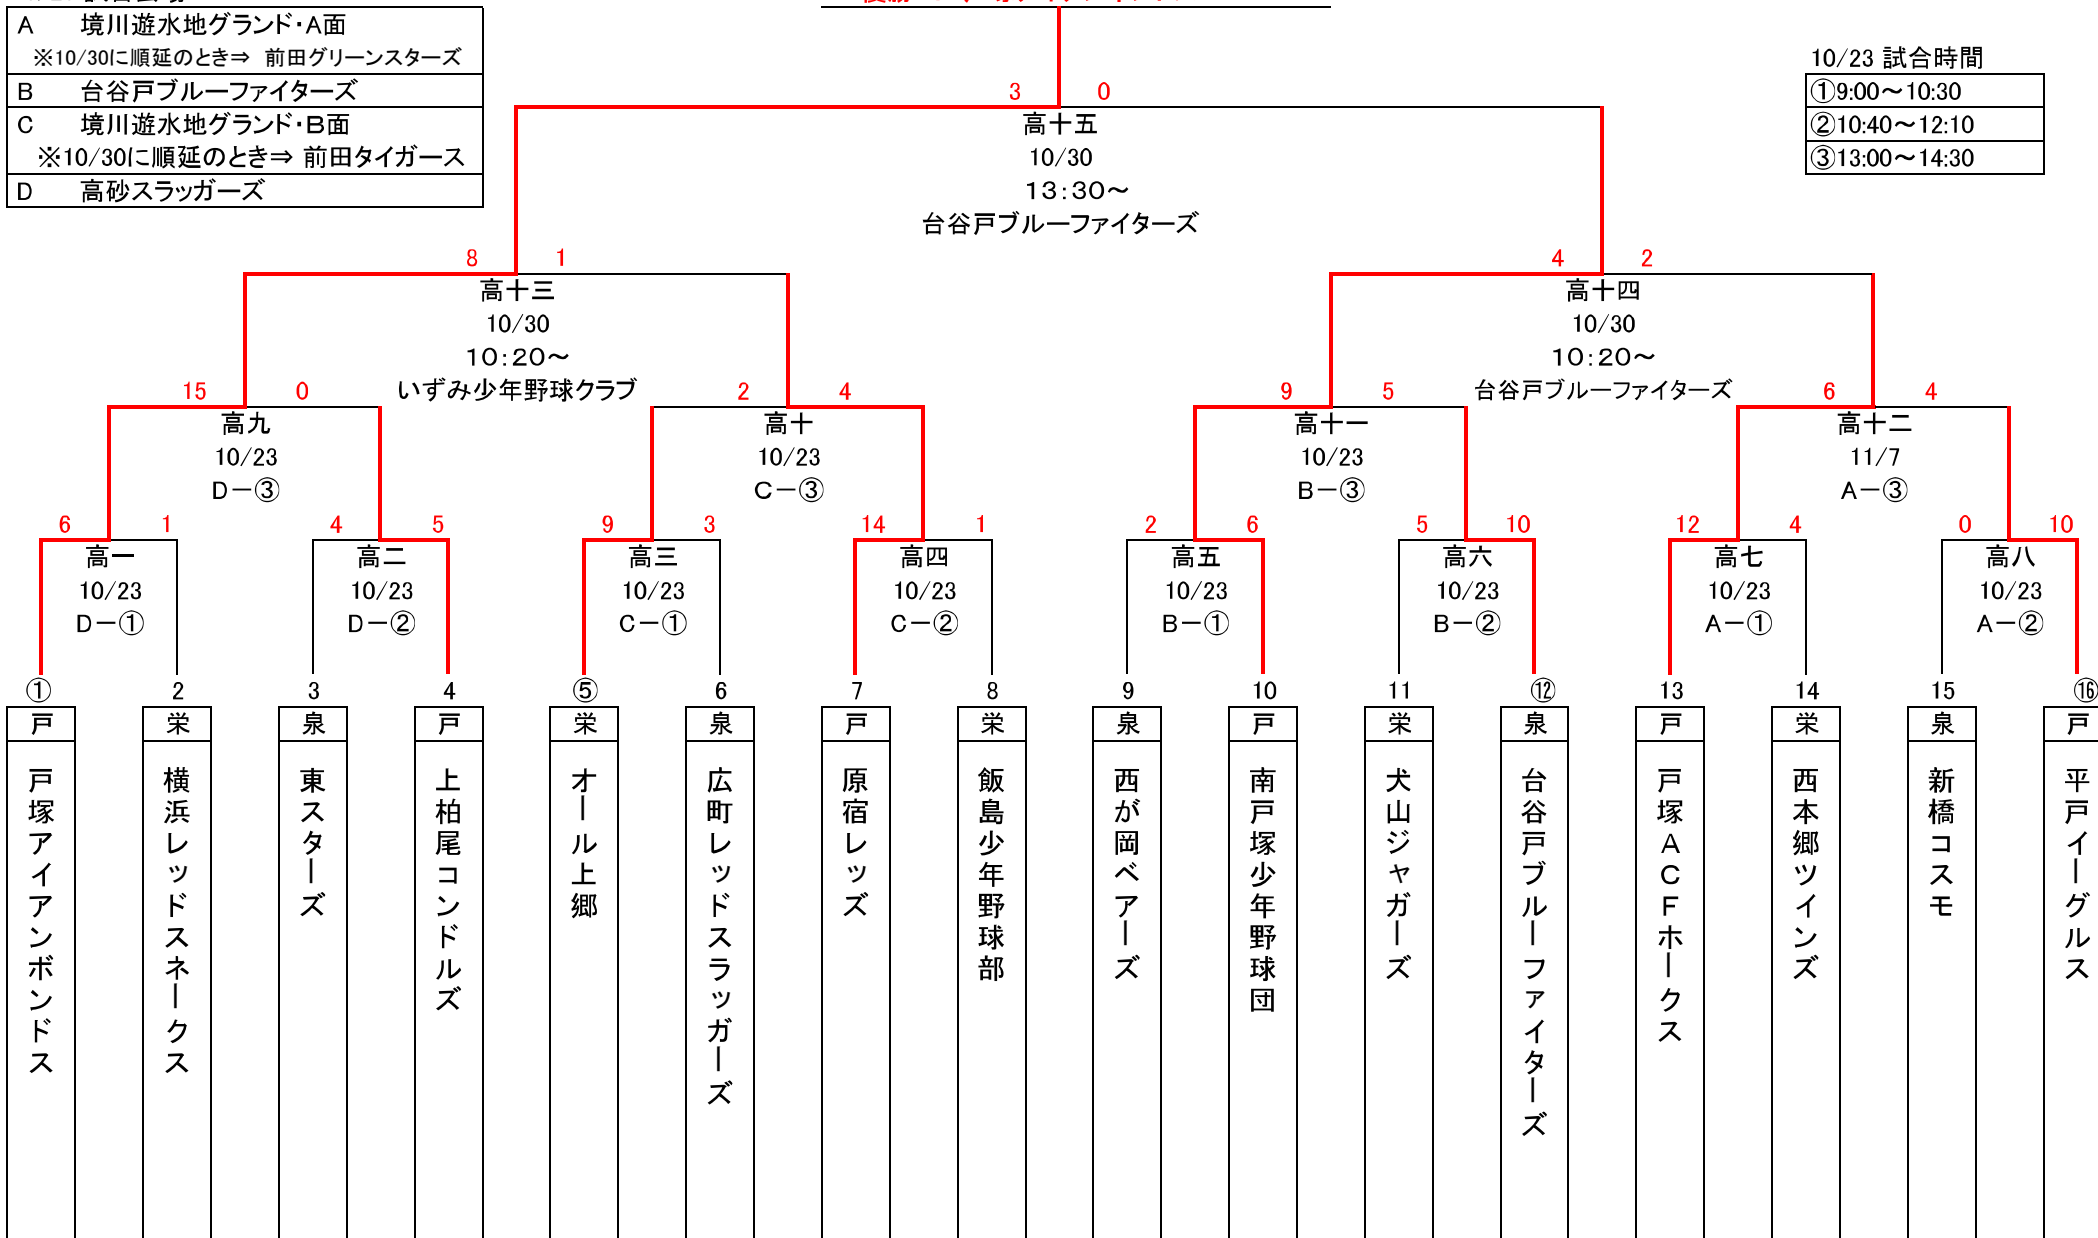 A 境川遊水地グランド・A面
※10/30に順延のとき⇒ 前田グリーンスターズ
B 台谷戸ブルーファイターズ
C 境川遊水地グランド・B面
※10/30に順延のとき⇒ 前田タイガース
D 高砂スラッガーズ
10/23 試合時間
①9:00～10:30
②10:40～12:10
③13:00～14:30
3 0
高十五
10/30
13:30～
台谷戸ブルーファイターズ
8 1
高十三
10/30
10:20～
いずみ少年野球クラブ
4 2
高十四
10/30
10:20～
台谷戸ブルーファイターズ
15 0
高九
10/23
D－③
2 4
高十
10/23
C－③
9 5
高十一
10/23
B－③
6 4
高十二
11/7
A－③
6 1
高一
10/23
D－①
4 5
高二
10/23
D－②
9 3
高三
10/23
C－①
14 1
高四
10/23
C－②
2 6
高五
10/23
B－①
5 10
高六
10/23
B－②
12 4
高七
10/23
A－①
0 10
高八
10/23
A－②
① 2 3 4 ⑤ 6 7 8 9 10 11 ⑫ 13 14 15 ⑯
戸 栄 泉 戸 栄 泉 戸 栄 泉 戸 栄 泉 戸 栄 泉 戸
戸塚アイアンボンドス
横浜レッドスネークス
東スターズ
上柏尾コンドルズ
オール上郷
広町レッドスラッガーズ
原宿レッズ
飯島少年野球部
西が岡ベアーズ
南戸塚少年野球団
犬山ジャガーズ
台谷戸ブルーファイターズ
戸塚ACFホークス
西本郷ツインズ
新橋コスモ
平戸イーグルス